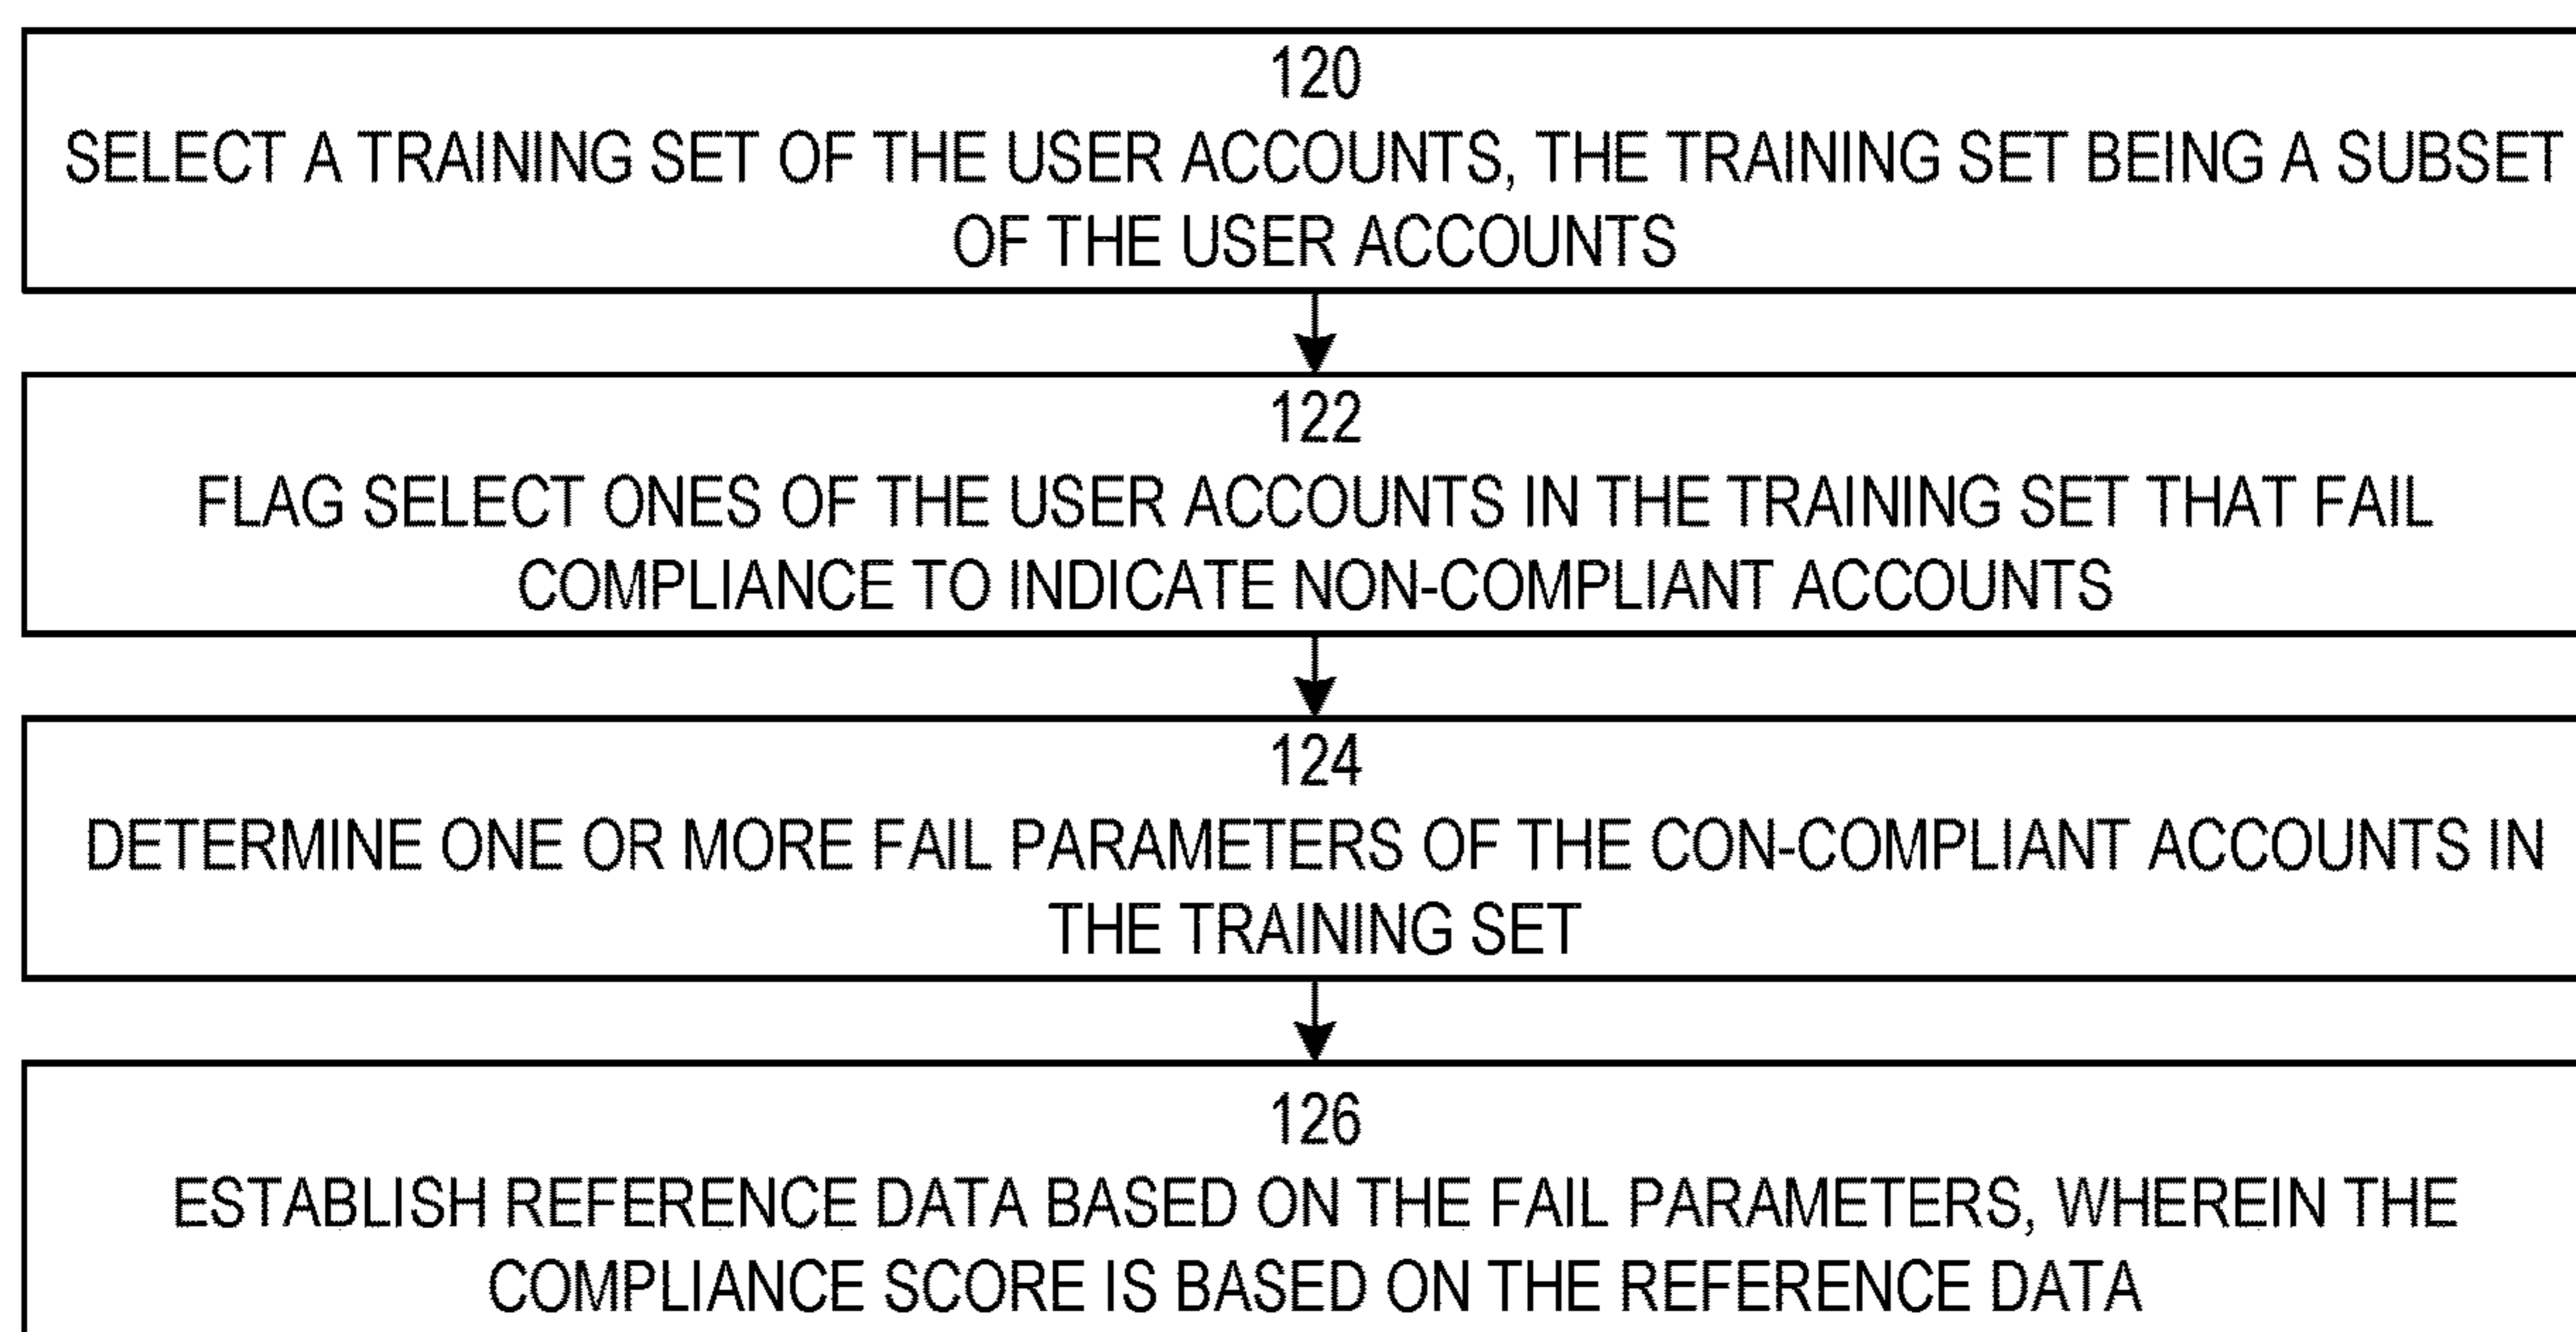 120
SELECT A TRAINING SET OF THE USER ACCOUNTS, THE TRAINING SET BEING A SUBSET
OF THE USER ACCOUNTS
122
FLAG SELECT ONES OF THE USER ACCOUNTS IN THE TRAINING SET THAT FAIL
COMPLIANCE TO INDICATE NON-COMPLIANT ACCOUNTS
124
DETERMINE ONE OR MORE FAIL PARAMETERS OF THE CON-COMPLIANT ACCOUNTS IN
THE TRAINING SET
126
ESTABLISH REFERENCE DATA BASED ON THE FAIL PARAMETERS, WHEREIN THE
COMPLIANCE SCORE IS BASED ON THE REFERENCE DATA